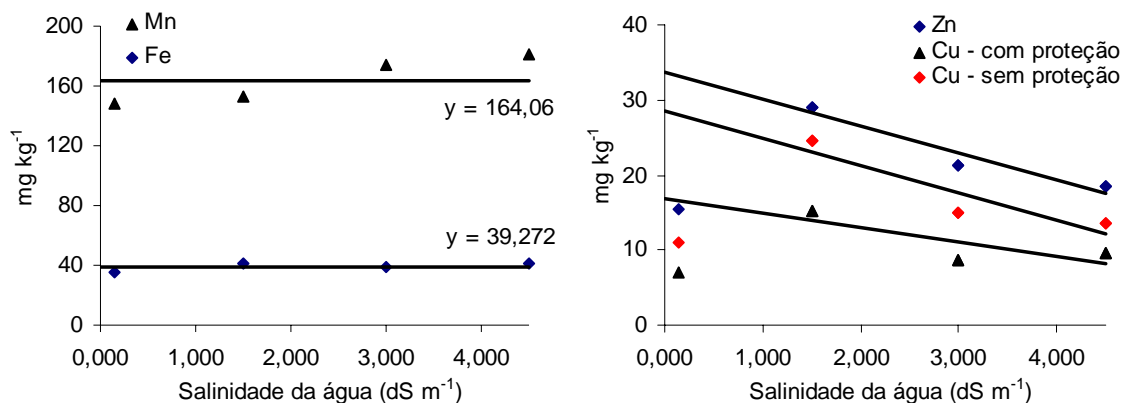 Mn
Fe
mg kg-1
200
160
120
80
40
0
y = 164,06
y = 39,272
0,000 1,000 2,000 3,000 4,000
Salinidade da água (dS m-1)
Zn
Cu - com proteção
Cu - sem proteção
mg kg-1
40
30
20
10
0
0,000 1,000 2,000 3,000 4,000
Salinidade da água (dS m-1)